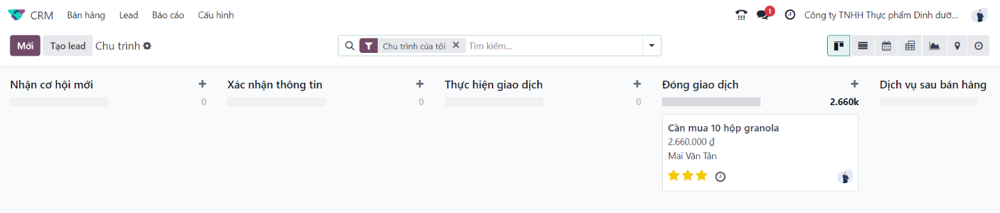 CRM Bán hàng Lead Báo cáo Cấu hình 1 Công ty TNHH Thực phẩm Dinh dưỡ...
Mới Tạo lead Chu trình Chu trình của tôi Tìm kiếm...
Nhận cơ hội mới Xác nhận thông tin Thực hiện giao dịch Đóng giao dịch Dịch vụ sau bán hàng
0 0 0 2.660k
Cần mua 10 hộp granola
2.660.000 ₫
Mai Văn Tân